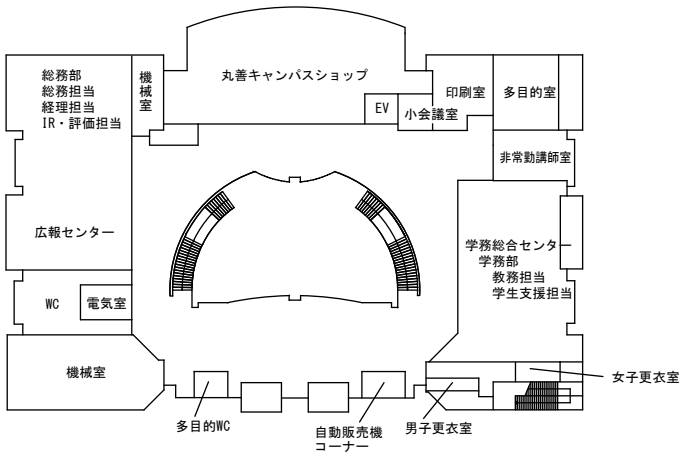 総務部
総務担当
経理担当
IR・評価担当
機械室
丸善キャンパスショップ
EV
小会議室
印刷室
多目的室
非常勤講師室
広報センター
学務総合センター
学務部
教務担当
学生支援担当
WC
電気室
機械室
多目的WC
自動販売機
コーナー
男子更衣室
女子更衣室